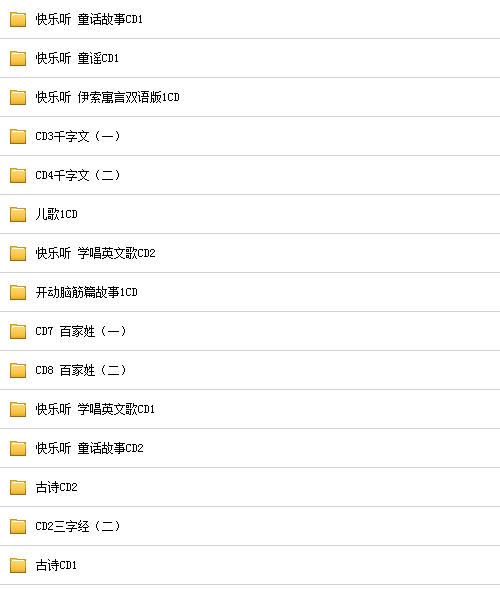 快乐听 童话故事CD1
快乐听 童谣CD1
快乐听 伊索寓言双语版1CD
CD3千字文（一）
CD4千字文（二）
儿歌1CD
快乐听 学唱英文歌CD2
开动脑筋篇故事1CD
CD7 百家姓（一）
CD8 百家姓（二）
快乐听 学唱英文歌CD1
快乐听 童话故事CD2
古诗CD2
CD2三字经（二）
古诗CD1